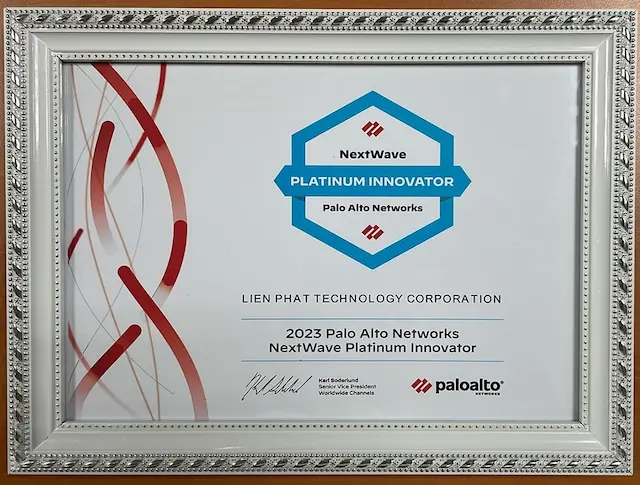 NextWave
PLATINUM INNOVATOR
Palo Alto Networks
LIEN PHAT TECHNOLOGY CORPORATION
2023 Palo Alto Networks
NextWave Platinum Innovator
Karl Soderlund
Senior Vice President
Worldwide Channels
paloalto®
NETWORKS